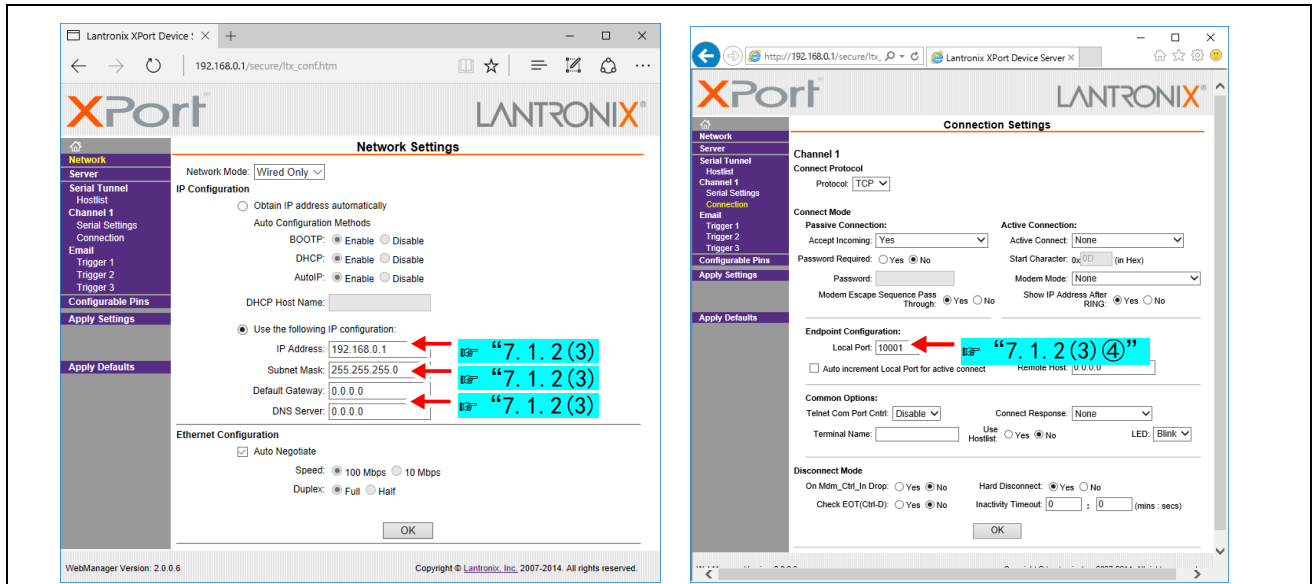 Lantronix XPort Device S
192.168.0.1/secure/ltx_conf.htm
XPort™
LANTRONIX®
Network
Server
Serial Tunnel
Hostlist
Channel 1
Serial Settings
Connection
Email
Trigger 1
Trigger 2
Trigger 3
Configurable Pins
Apply Settings
Apply Defaults
Network Settings
Network Mode: Wired Only
IP Configuration
Obtain IP address automatically
Auto Configuration Methods
BOOTP: Enable Disable
DHCP: Enable Disable
AutoIP: Enable Disable
DHCP Host Name:
Use the following IP configuration:
IP Address: 192.168.0.1 ☞ “7.1.2(3)
Subnet Mask: 255.255.255.0 ☞ “7.1.2(3)
Default Gateway: 0.0.0.0
DNS Server: 0.0.0.0 ☞ “7.1.2(3)
Ethernet Configuration
Auto Negotiate
Speed: 100 Mbps 10 Mbps
Duplex: Full Half
OK
WebManager Version: 2.0.0.6
Copyright © Lantronix, Inc. 2007-2014. All rights reserved.
http://192.168.0.1/secure/ltx_
Lantronix XPort Device Server
XPort™
LANTRONIX®
Network
Server
Serial Tunnel
Hostlist
Channel 1
Serial Settings
Connection
Email
Trigger 1
Trigger 2
Trigger 3
Configurable Pins
Apply Settings
Apply Defaults
Connection Settings
Channel 1
Connect Protocol
Protocol: TCP
Connect Mode
Passive Connection: Active Connection:
Accept Incoming: Yes Active Connect: None
Password Required: Yes No Start Character: 0x 0D (in Hex)
Password: Modem Mode: None
Modem Escape Sequence Pass Through: Yes No Show IP Address After RING: Yes No
Endpoint Configuration:
Local Port: 10001 ☞ “7.1.2(3)④”
Auto increment Local Port for active connect Remote Host: 0.0.0.0
Common Options:
Telnet Com Port Cntrl: Disable Connect Response: None
Terminal Name: Use Hostlist: Yes No LED: Blink
Disconnect Mode
On Mdm_Ctrl_In Drop: Yes No Hard Disconnect: Yes No
Check EOT(Ctrl-D): Yes No Inactivity Timeout: 0 : 0 (mins : secs)
OK